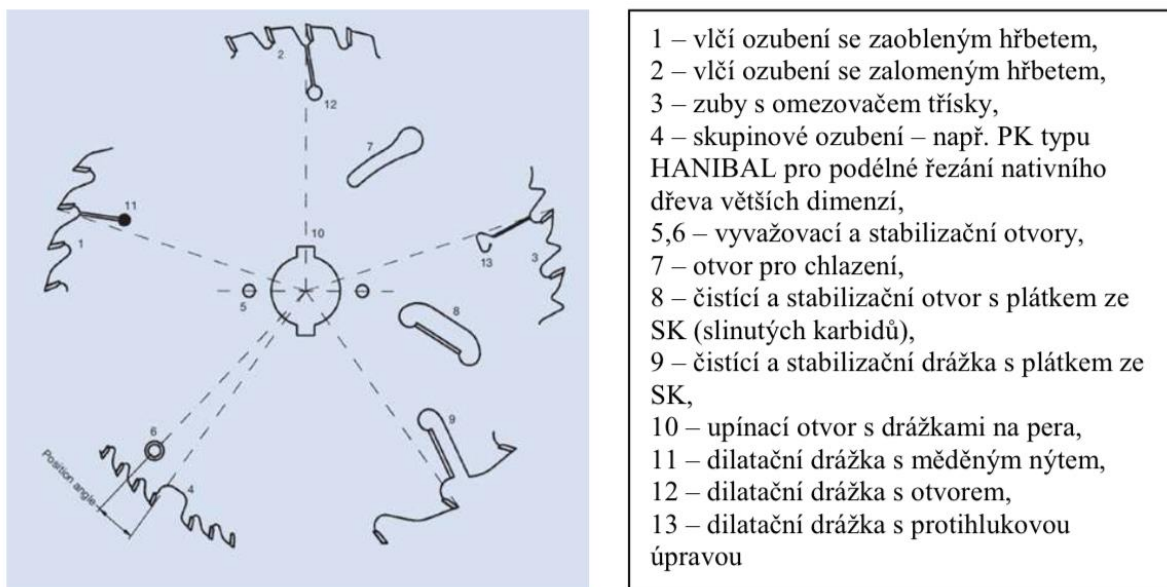 2
12
7
11
10
1
13
3
5
8
9
6
4
Position angle
1 – vlčí ozubení se zaobleným hřbetem,
2 – vlčí ozubení se zalomeným hřbetem,
3 – zuby s omezovačem třísky,
4 – skupinové ozubení – např. PK typu
HANIBAL pro podélné řezání nativního
dřeva větších dimenzí,
5,6 – vyvažovací a stabilizační otvory,
7 – otvor pro chlazení,
8 – čistící a stabilizační otvor s plátkem ze
SK (slinutých karbidů),
9 – čistící a stabilizační drážka s plátkem ze
SK,
10 – upínací otvor s drážkami na pera,
11 – dilatační drážka s měděným nýtem,
12 – dilatační drážka s otvorem,
13 – dilatační drážka s protihlukovou
úpravou